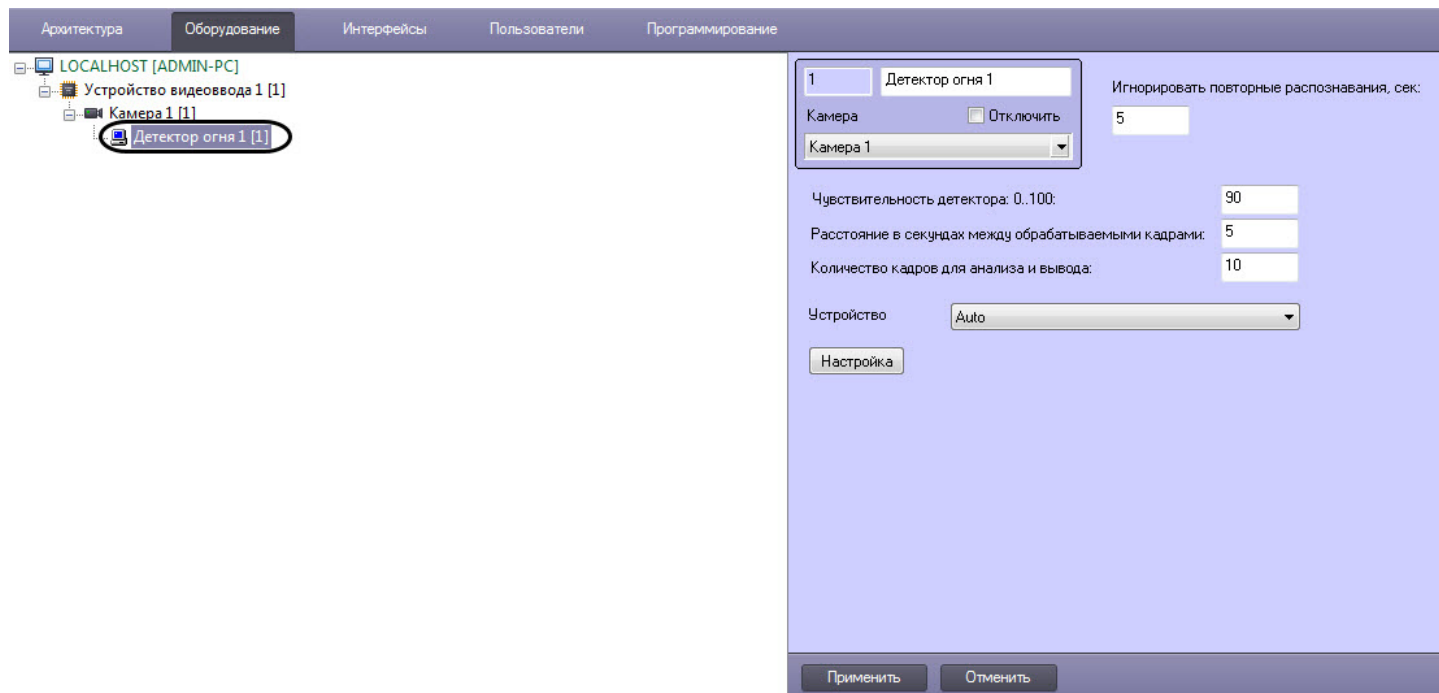 Архитектура Оборудование Интерфейсы Пользователи Программирование
LOCALHOST [ADMIN-PC]
Устройство видеоввода 1 [1]
Камера 1 [1]
Детектор огня 1 [1]
1 Детектор огня 1
Игнорировать повторные распознавания, сек:
Камера Отключить
5
Камера 1
Чувствительность детектора: 0..100: 90
Расстояние в секундах между обрабатываемыми кадрами: 5
Количество кадров для анализа и вывода: 10
Устройство Auto
Настройка
Применить Отменить